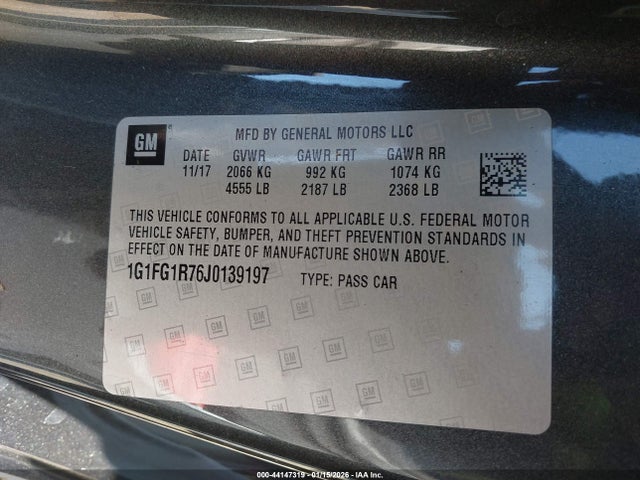 GM
MFD BY GENERAL MOTORS LLC
DATE GVWR GAWR FRT GAWR RR
11/17 2066 KG 992 KG 1074 KG
4555 LB 2187 LB 2368 LB
THIS VEHICLE CONFORMS TO ALL APPLICABLE U.S. FEDERAL MOTOR
VEHICLE SAFETY, BUMPER, AND THEFT PREVENTION STANDARDS IN
EFFECT ON THE DATE OF MANUFACTURE SHOWN ABOVE.
1G1FG1R76J0139197 TYPE: PASS CAR
000-44147319 - 01/15/2026 - IAA Inc.